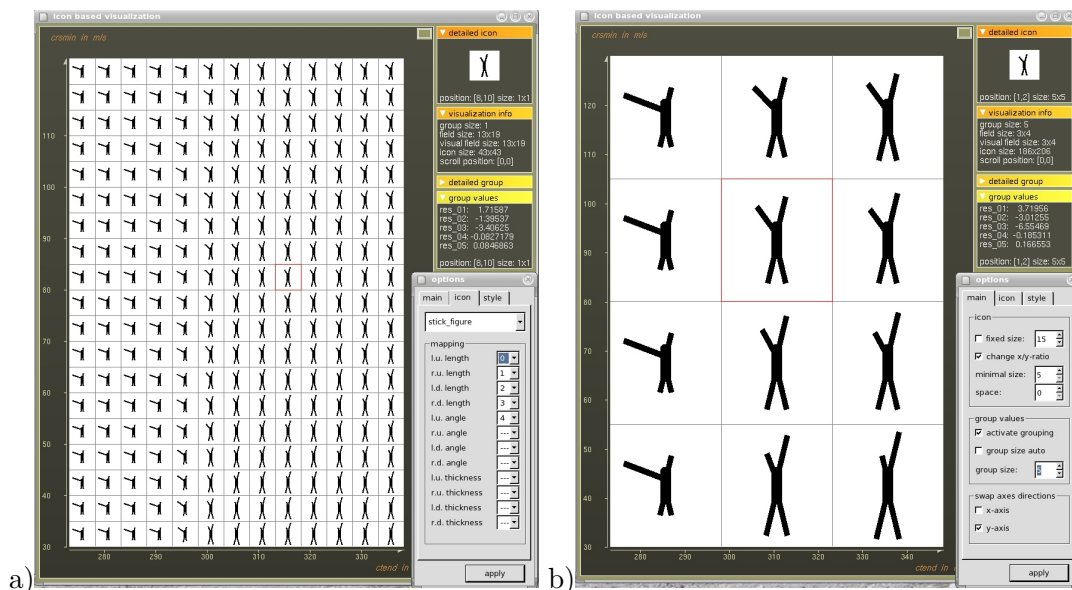 icon based visualization
crsmin in m/s
110
100
90
80
70
60
50
40
30
280
290
300
310
320
330
ctend in
detailed icon
position: [8,10] size: 1x1
visualization info
group size: 1
field size: 13x19
visual field size: 13x19
icon size: 43x43
scroll position: [0,0]
detailed group
group values
res_01: 1.71587
res_02: -1.39537
res_03: -3.40625
res_04: -0.0827179
res_05: 0.0846863
position: [8,10] size: 1x1
options
main icon style
stick_figure
mapping
l.u. length 0
r.u. length 1
l.d. length 2
r.d. length 3
l.u. angle 4
r.u. angle ---
l.d. angle ---
r.d. angle ---
l.u. thickness ---
r.u. thickness ---
l.d. thickness ---
r.d. thickness ---
apply
a)
icon based visualization
crsmin in m/s
120
110
100
90
80
70
60
50
40
30
280
290
300
310
320
330
340
ctend in
detailed icon
position: [1,2] size: 5x5
visualization info
group size: 5
field size: 3x4
visual field size: 3x4
icon size: 186x206
scroll position: [0,0]
detailed group
group values
res_01: 3.71956
res_02: -3.01255
res_03: -6.55469
res_04: -0.185311
res_05: 0.166553
position: [1,2] size: 5x5
options
main icon style
icon
fixed size: 15
change x/y-ratio
minimal size: 5
space: 0
group values
activate grouping
group size auto
group size: 5
swap axes directions
x-axis
y-axis
apply
b)